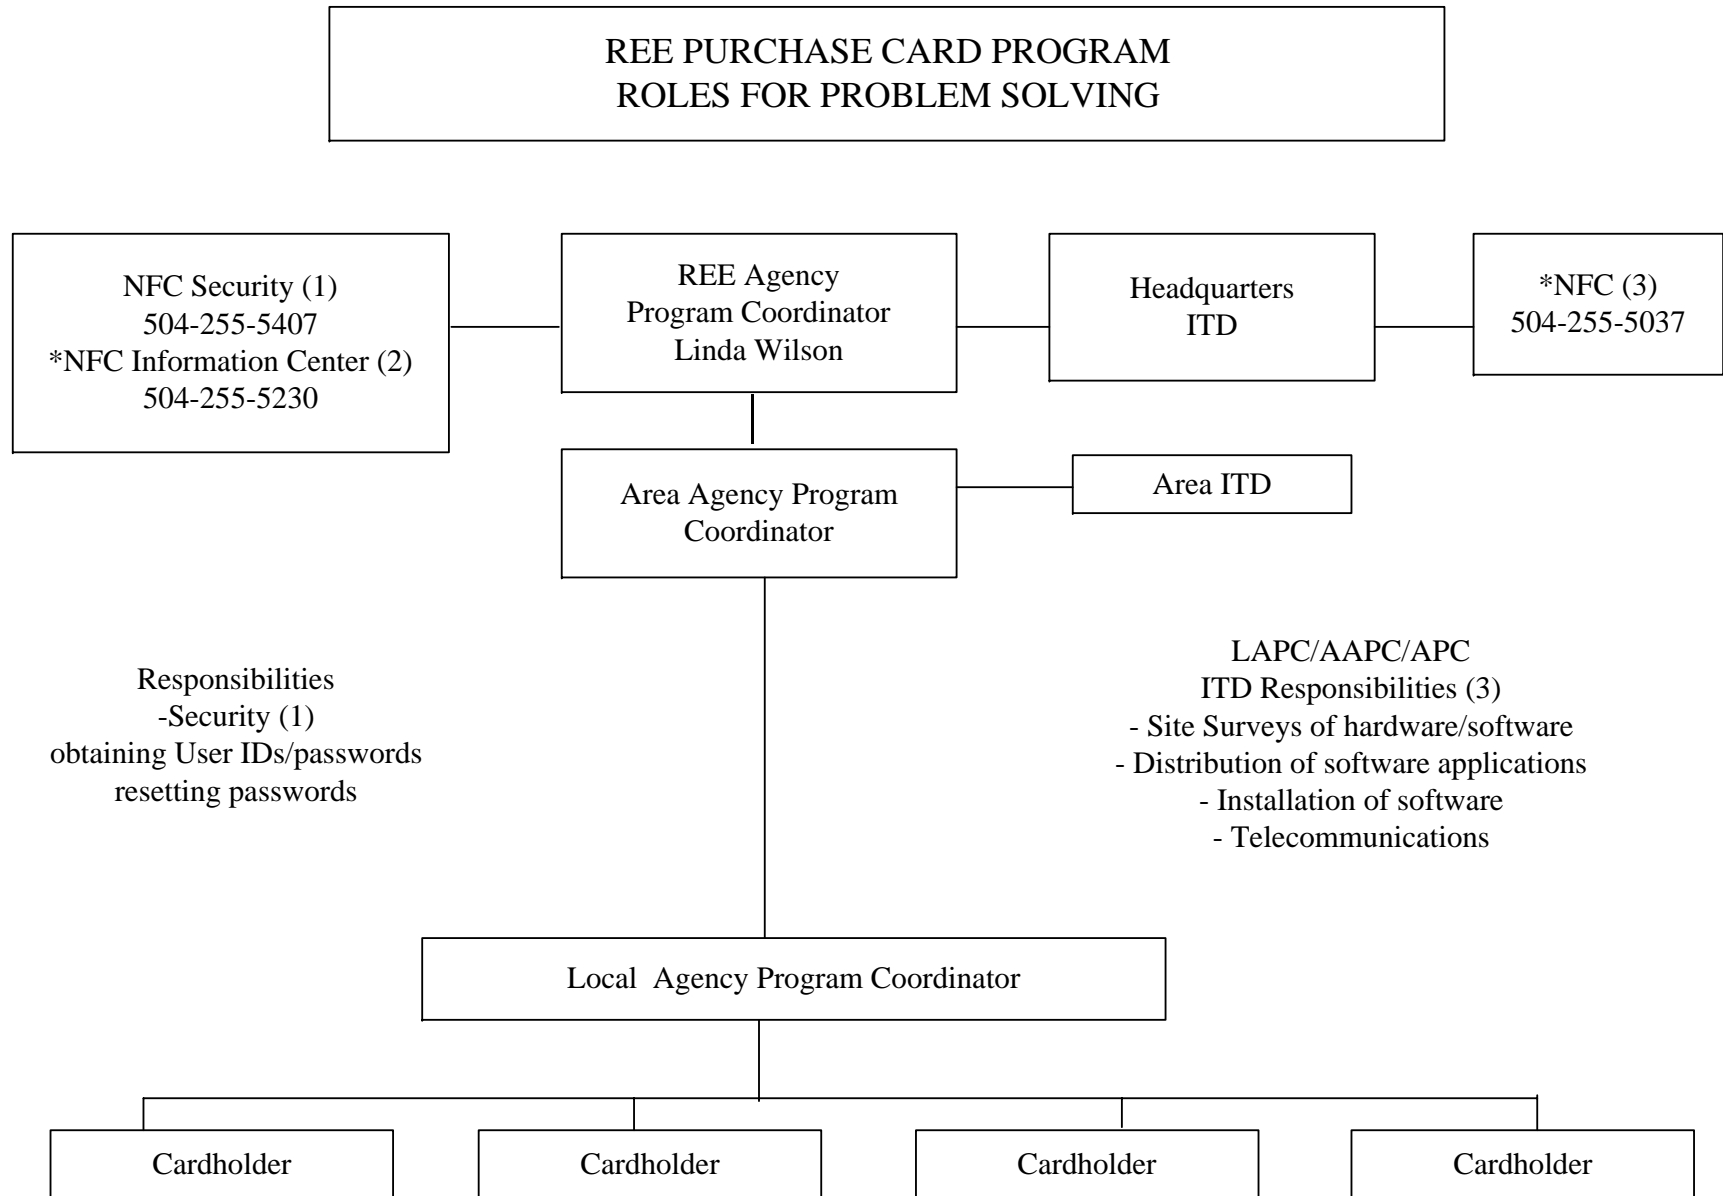 REE PURCHASE CARD PROGRAM
ROLES FOR PROBLEM SOLVING
NFC Security (1)
504-255-5407
*NFC Information Center (2)
504-255-5230
REE Agency
Program Coordinator
Linda Wilson
Headquarters
ITD
*NFC (3)
504-255-5037
Area Agency Program
Coordinator
Area ITD
Responsibilities
-Security (1)
obtaining User IDs/passwords
resetting passwords
LAPC/AAPC/APC
ITD Responsibilities (3)
- Site Surveys of hardware/software
- Distribution of software applications
- Installation of software
- Telecommunications
Local Agency Program Coordinator
Cardholder
Cardholder
Cardholder
Cardholder